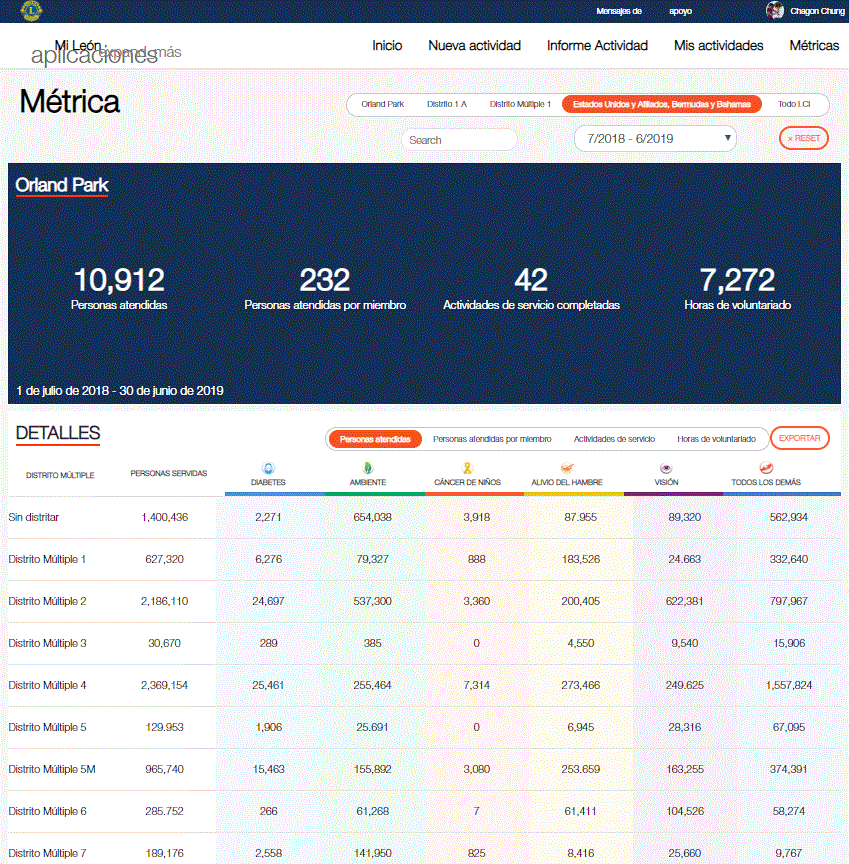 Mensajes de apoyo Chagon Chung
Mi León
aplicaciones
expand más
Inicio Nueva actividad Informe Actividad Mis actividades Métricas
Métrica
Orland Park Distrito 1 A Distrito Múltiple 1 Estados Unidos y Afiliados, Bermudas y Bahamas Todo LCI
Search 7/2018 - 6/2019 × RESET
Orland Park
10,912 232 42 7,272
Personas atendidas Personas atendidas por miembro Actividades de servicio completadas Horas de voluntariado
1 de julio de 2018 - 30 de junio de 2019
DETALLES
Personas atendidas Personas atendidas por miembro Actividades de servicio Horas de voluntariado EXPORTAR
DISTRITO MÚLTIPLE PERSONAS SERVIDAS DIABETES AMBIENTE CÁNCER DE NIÑOS ALIVIO DEL HAMBRE VISIÓN TODOS LOS DEMÁS
Sin distritar 1,400,436 2,271 654,038 3,918 87.955 89,320 562,934
Distrito Múltiple 1 627,320 6,276 79,327 888 183,526 24.663 332,640
Distrito Múltiple 2 2,186,110 24,697 537,300 3,360 200,405 622,381 797,967
Distrito Múltiple 3 30,670 289 385 0 4,550 9,540 15,906
Distrito Múltiple 4 2,369,154 25,461 255,464 7,314 273,466 249.625 1,557,824
Distrito Múltiple 5 129.953 1,906 25.691 0 6,945 28,316 67,095
Distrito Múltiple 5M 965,740 15,463 155,892 3,080 253.659 163,255 374,391
Distrito Múltiple 6 285.752 266 61,268 7 61,411 104,526 58,274
Distrito Múltiple 7 189,176 2,558 141,950 825 8,416 25,660 9,767